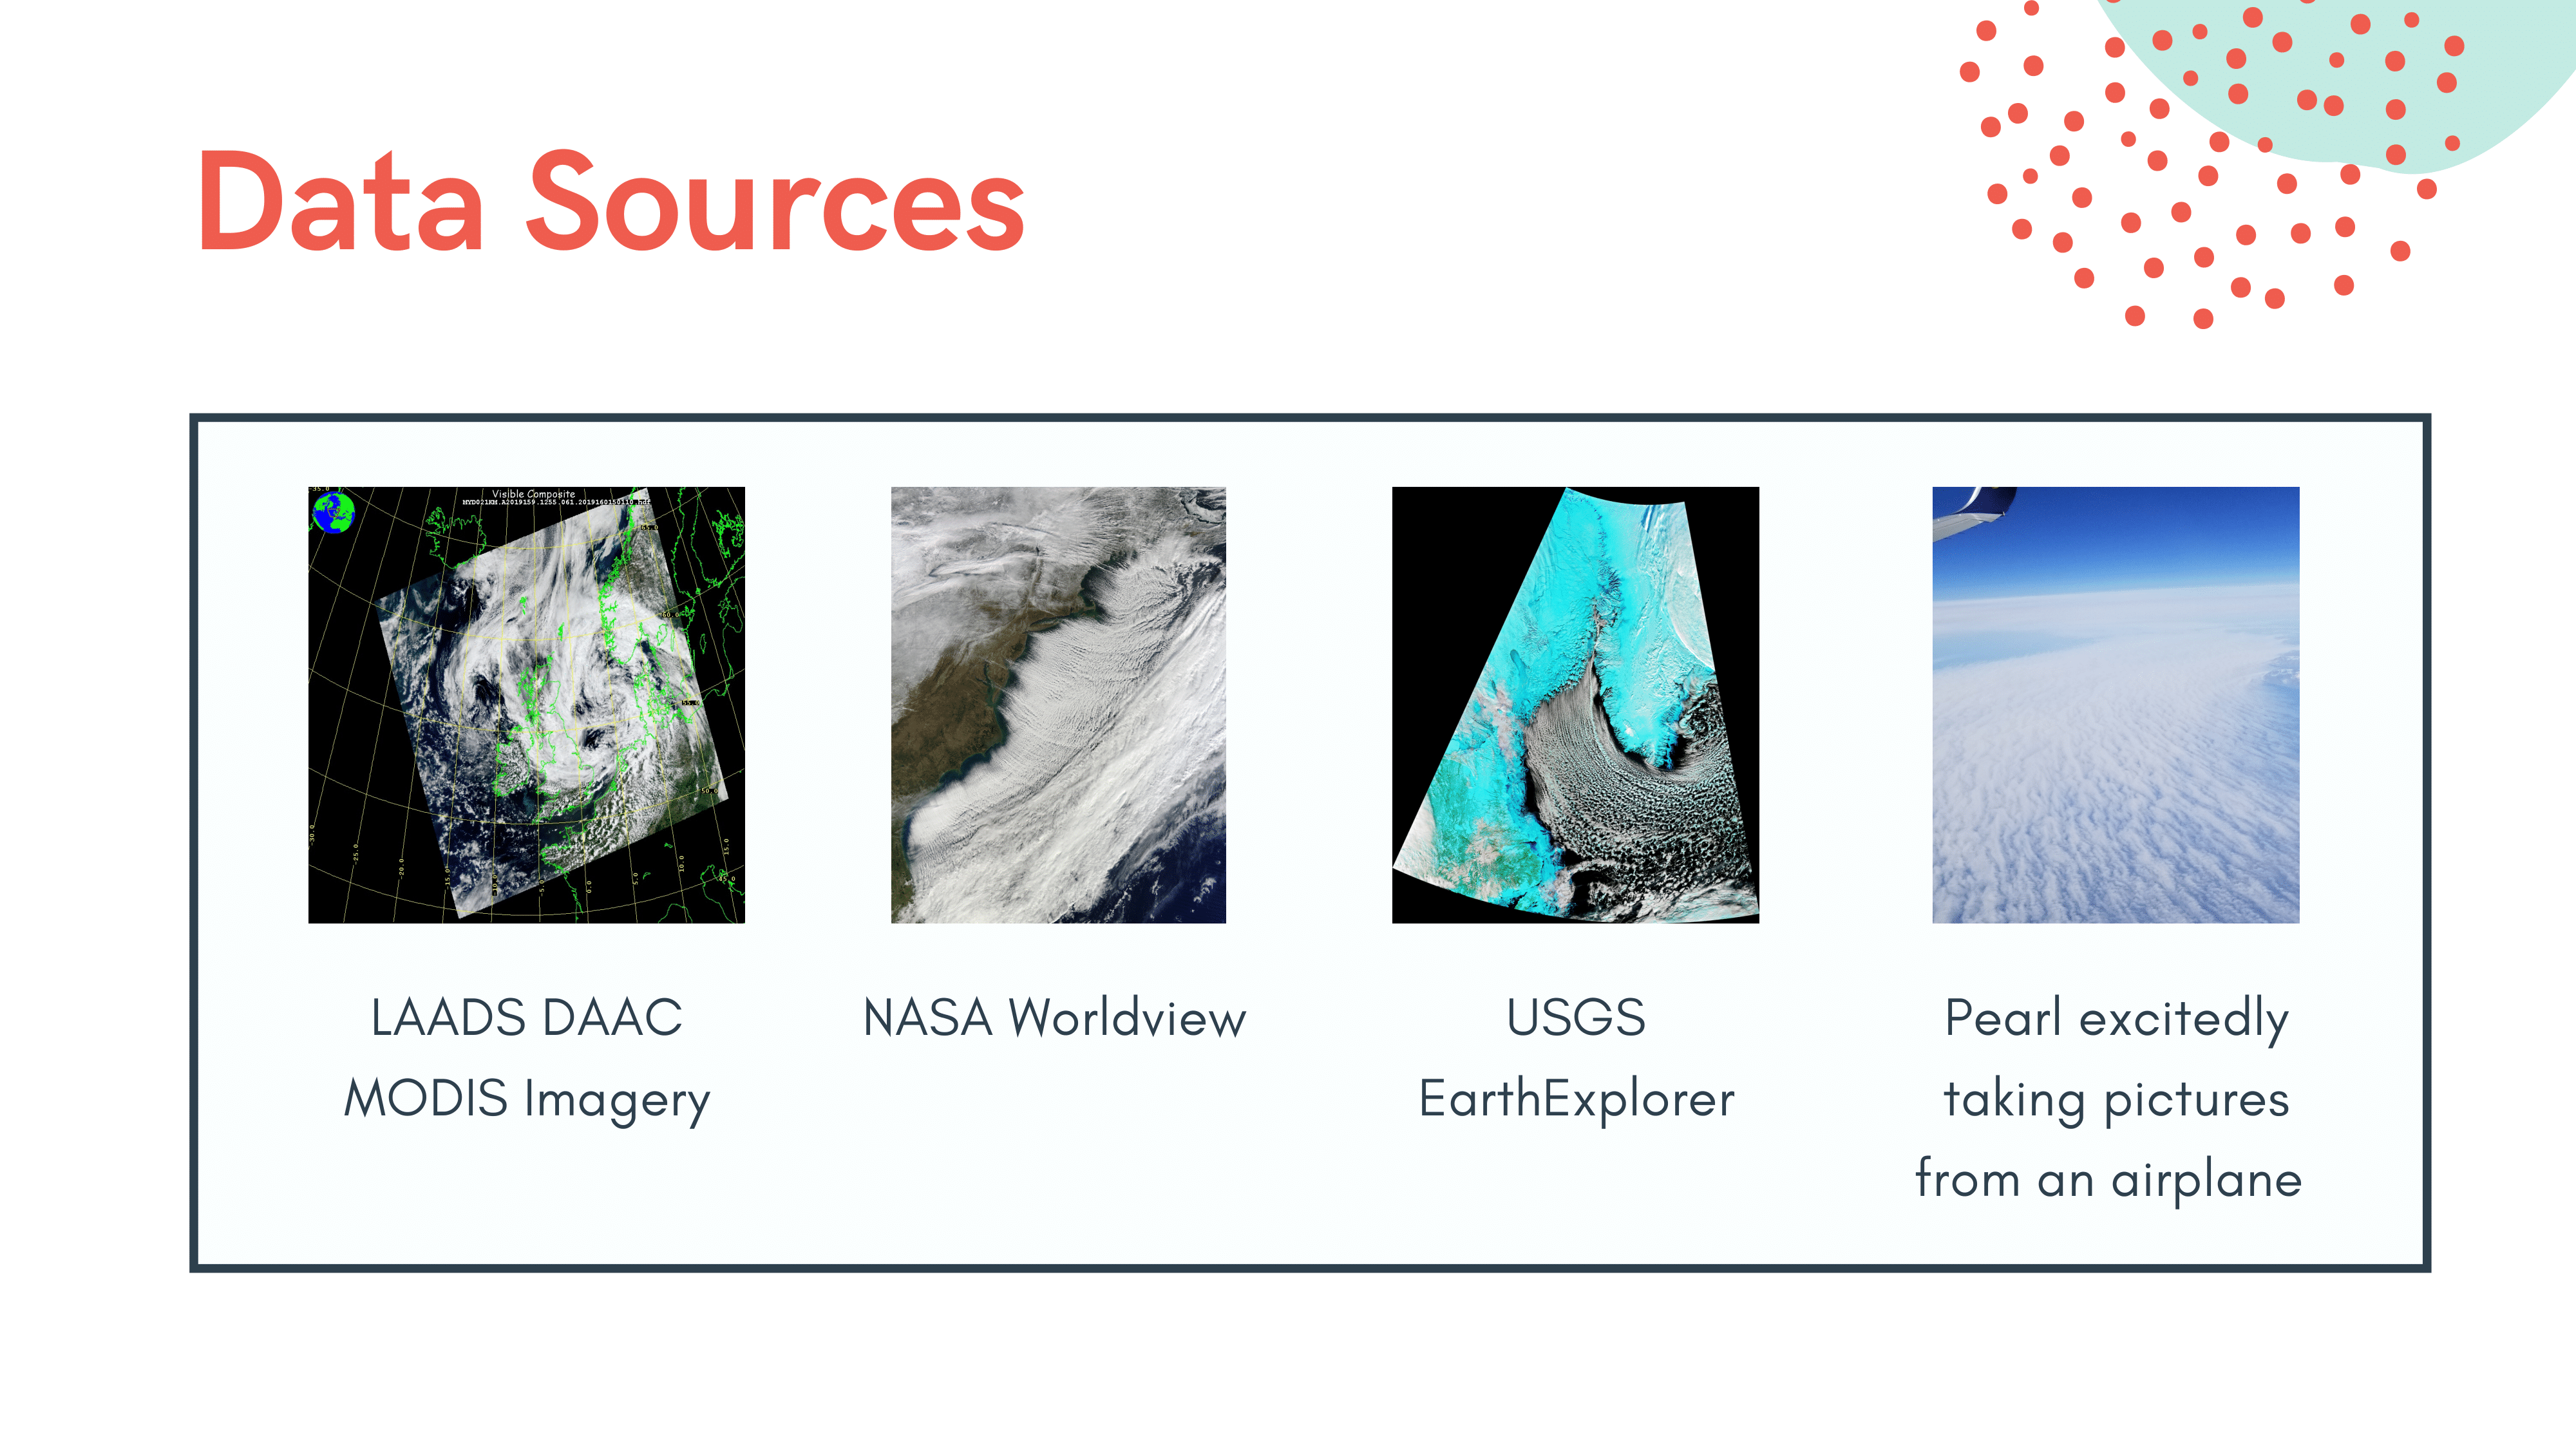 Data Sources
Visible Composite
MYD021KM.A2019159.1255.061.2019160150110.hdf
LAADS DAAC
MODIS Imagery
NASA Worldview
USGS
EarthExplorer
Pearl excitedly
taking pictures
from an airplane